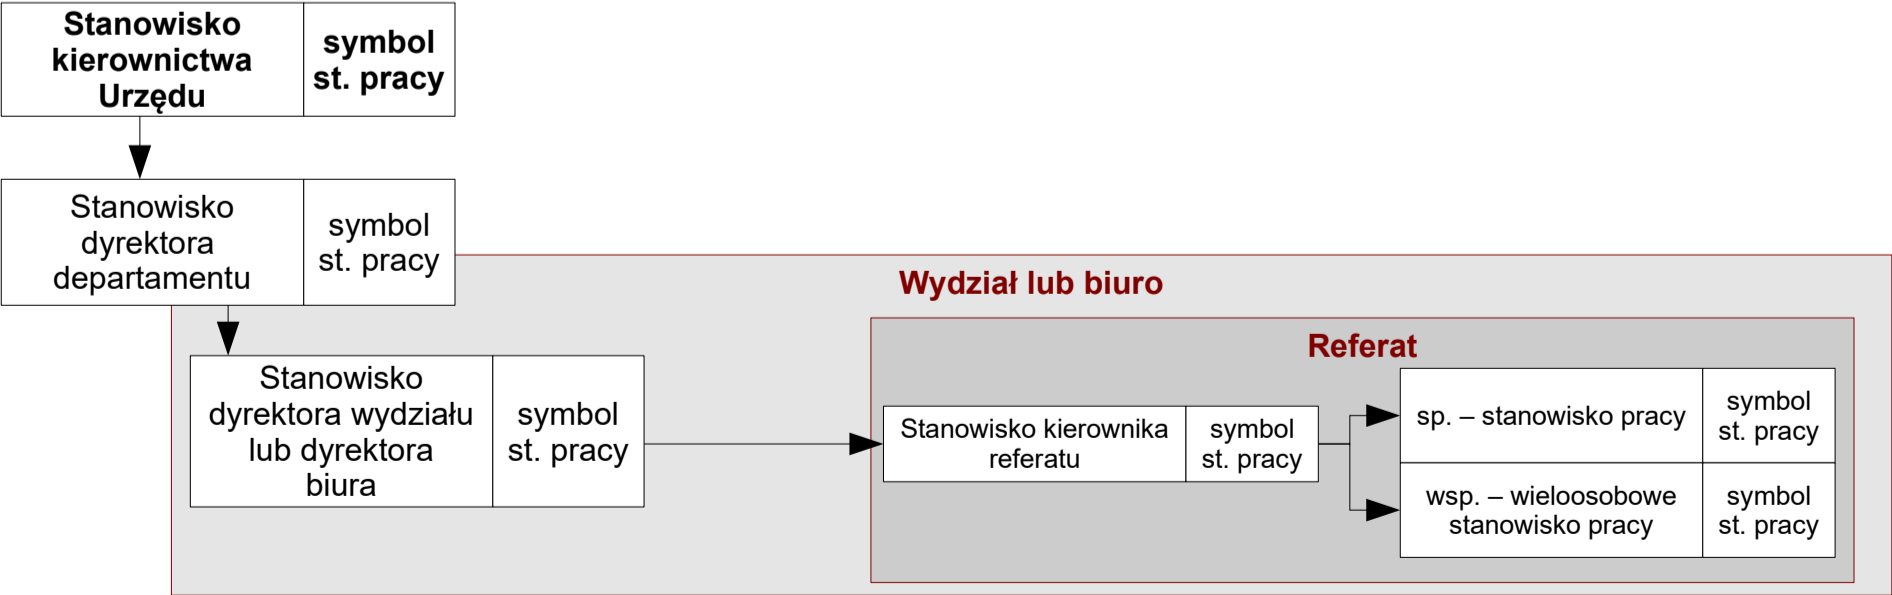 Stanowisko
kierownictwa
Urzędu
symbol
st. pracy
Stanowisko
dyrektora
departamentu
symbol
st. pracy
Wydział lub biuro
Referat
Stanowisko
dyrektora wydziału
lub dyrektora
biura
symbol
st. pracy
Stanowisko kierownika
referatu
symbol
st. pracy
sp. – stanowisko pracy
symbol
st. pracy
wsp. – wieloosobowe
stanowisko pracy
symbol
st. pracy